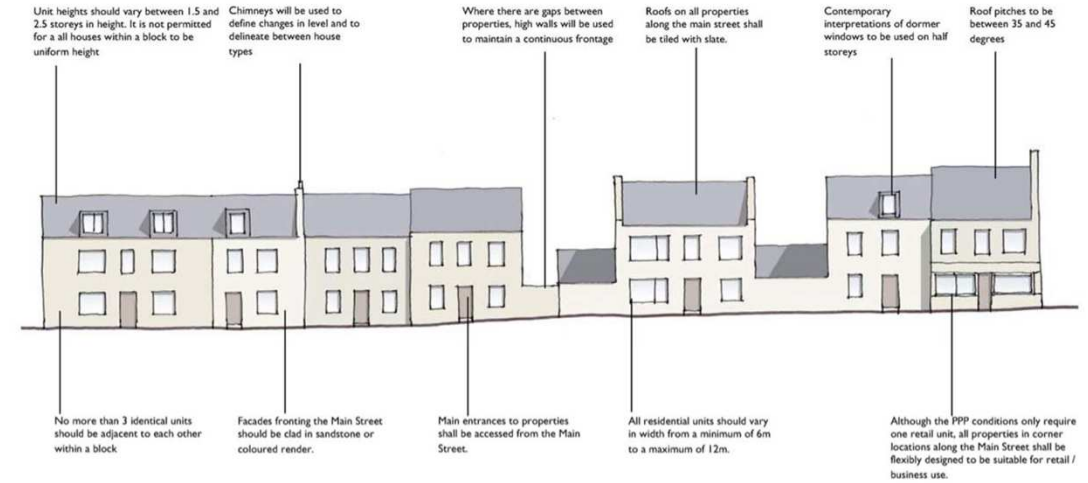 Unit heights should vary between 1.5 and
2.5 storeys in height. It is not permitted
for a all houses within a block to be
uniform height
Chimneys will be used to
define changes in level and to
delineate between house
types
Where there are gaps between
properties, high walls will be used
to maintain a continuous frontage
Roofs on all properties
along the main street shall
be tiled with slate.
Contemporary
interpretations of dormer
windows to be used on half
storeys
Roof pitches to be
between 35 and 45
degrees
No more than 3 identical units
should be adjacent to each other
within a block
Facades fronting the Main Street
should be clad in sandstone or
coloured render.
Main entrances to properties
shall be accessed from the Main
Street.
All residential units should vary
in width from a minimum of 6m
to a maximum of 12m.
Although the PPP conditions only require
one retail unit, all properties in corner
locations along the Main Street shall be
flexibly designed to be suitable for retail /
business use.